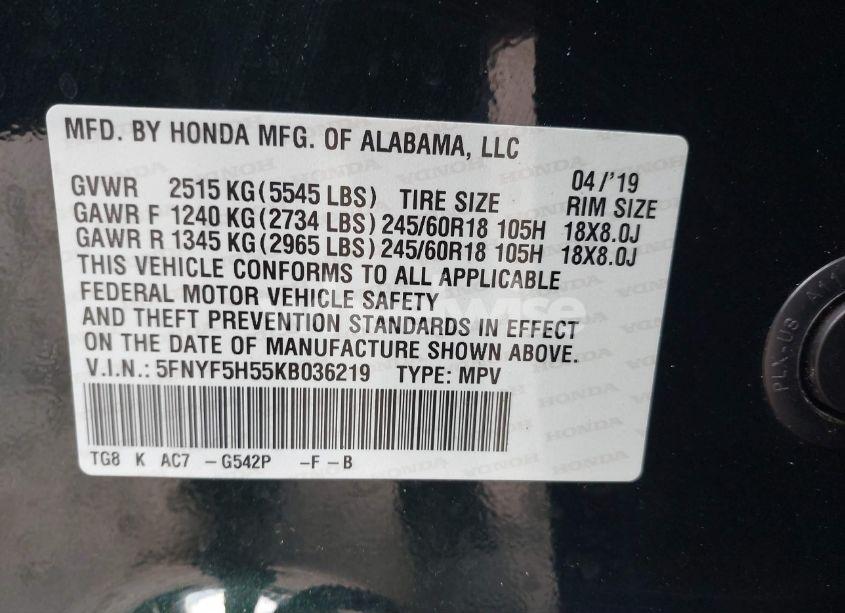 MFD. BY HONDA MFG. OF ALABAMA, LLC
04/'19
GVWR 2515 KG (5545 LBS) TIRE SIZE RIM SIZE
GAWR F 1240 KG (2734 LBS) 245/60R18 105H 18X8.0J
GAWR R 1345 KG (2965 LBS) 245/60R18 105H 18X8.0J
THIS VEHICLE CONFORMS TO ALL APPLICABLE
FEDERAL MOTOR VEHICLE SAFETY
AND THEFT PREVENTION STANDARDS IN EFFECT
ON THE DATE OF MANUFACTURE SHOWN ABOVE.
V.I.N.: 5FNYF5H55KB036219 TYPE: MPV
TG8 K AC7 -G542P -F-B